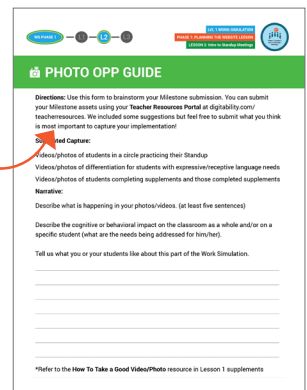 WS PHASE 1
L1
L2
L3
LVL 1 WORK SIMULATION
PHASE 1: PLANNING THE WEBSITE LESSON
LESSON 2: Intro to Standup Meetings
PHOTO OPP GUIDE
Directions: Use this form to brainstorm your Milestone submission. You can submit
your Milestone assets using your Teacher Resources Portal at digitability.com/
teacherresources. We included some suggestions but feel free to submit what you think
is most important to capture your implementation!
Suggested Capture:
Videos/photos of students in a circle practicing their Standup
Videos/photos of differentiation for students with expressive/receptive language needs
Videos/photos of students completing supplements and those completed supplements
Narrative:
Describe what is happening in your photos/videos. (at least five sentences)
Describe the cognitive or behavioral impact on the classroom as a whole and/or on a
specific student (what are the needs being addressed for him/her).
Tell us what you or your students like about this part of the Work Simulation.
*Refer to the How To Take a Good Video/Photo resource in Lesson 1 supplements